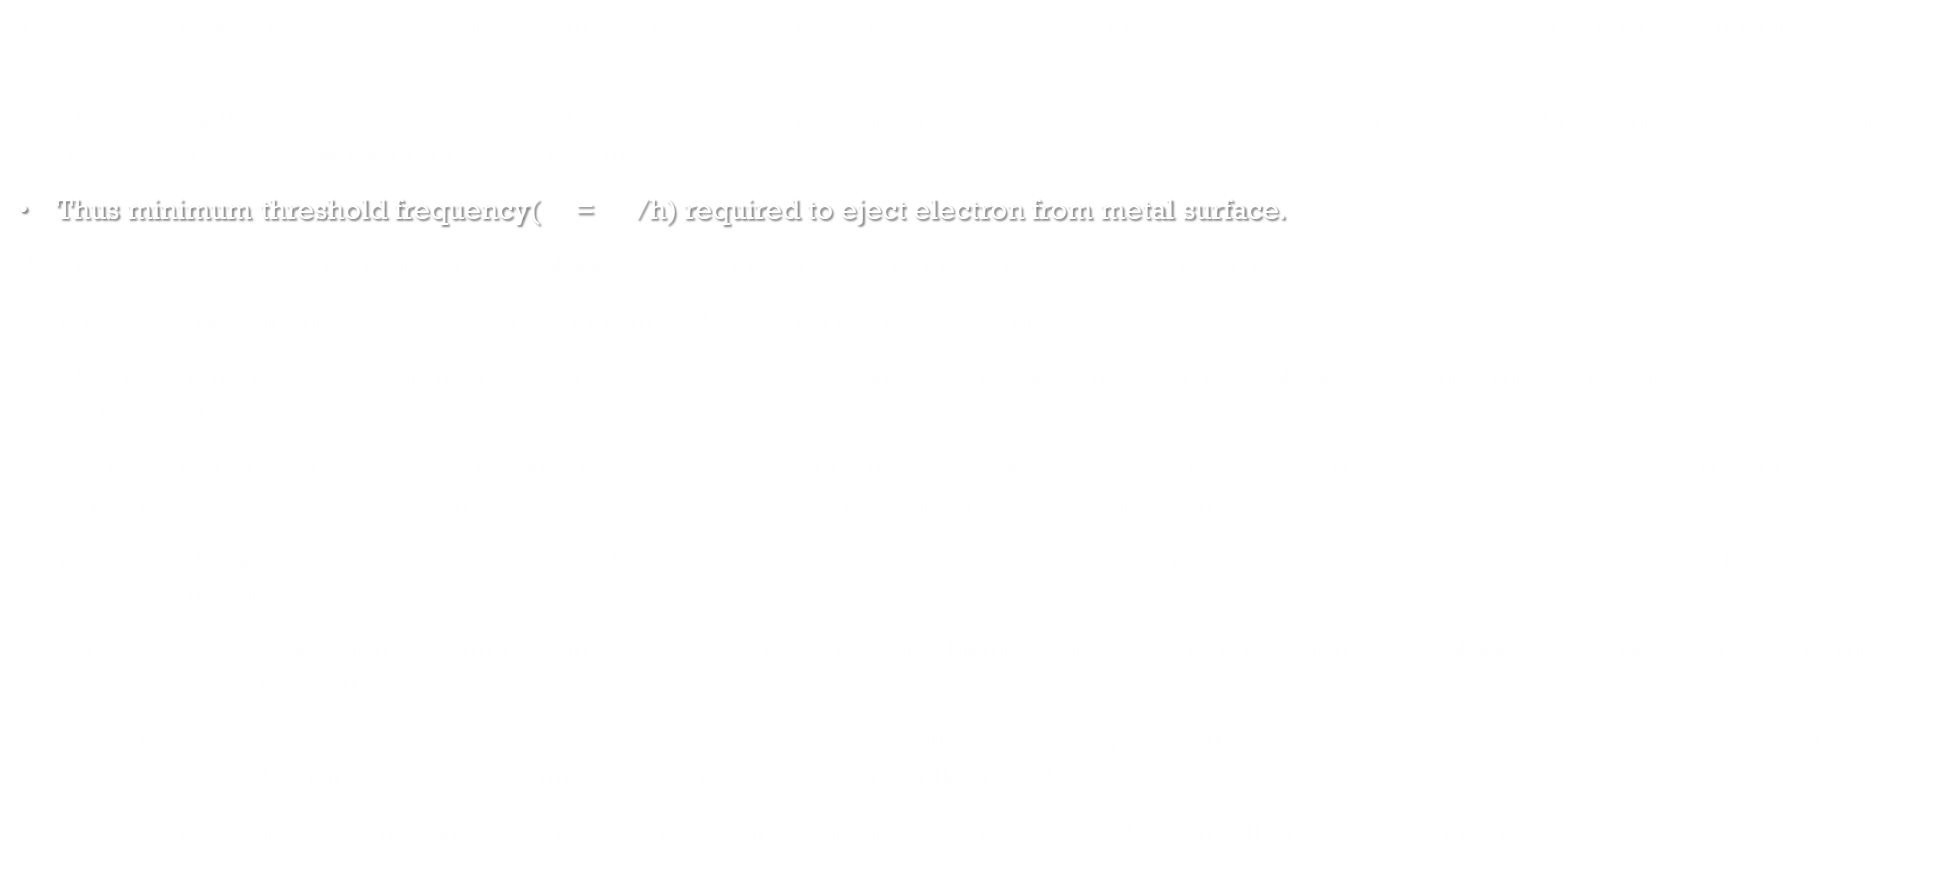 • Thus minimum threshold frequency( = /h) required to eject electron from metal surface.